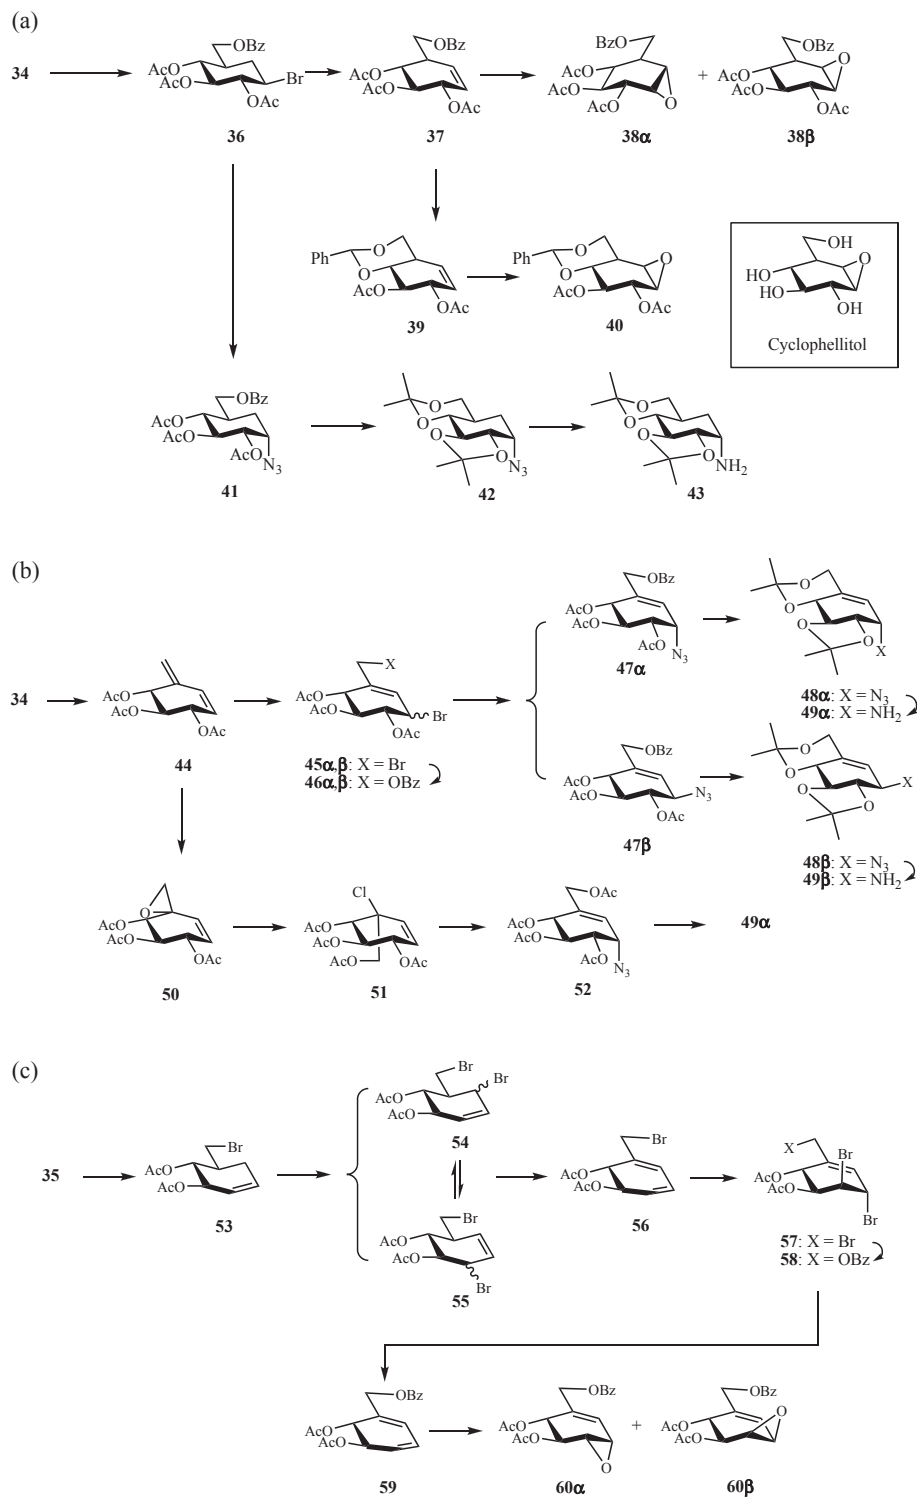 (a)
34
OBz
AcO
AcO
Br
OAc
36
OBz
AcO
AcO
OAc
37
BzO
AcO
AcO
AcO
O
38α
+
OBz
O
AcO
AcO
OAc
38β
Ph
O
O
AcO
OAc
39
Ph
O
O
O
AcO
OAc
40
OH
O
HO
HO
OH
Cyclophellitol
OBz
AcO
AcO
AcO
N3
41
O
O
O
O
N3
42
O
O
O
O
NH2
43
(b)
34
AcO
AcO
OAc
44
X
AcO
AcO
Br
OAc
45α,β: X = Br
46α,β: X = OBz
OBz
AcO
AcO
AcO
N3
47α
O
O
O
O
X
48α: X = N3
49α: X = NH2
OBz
AcO
AcO
N3
OAc
47β
O
O
O
O
X
48β: X = N3
49β: X = NH2
O
AcO
AcO
OAc
50
Cl
AcO
AcO
AcO
OAc
51
OAc
AcO
AcO
AcO
N3
52
49α
(c)
35
Br
AcO
AcO
53
Br
Br
AcO
AcO
54
Br
AcO
AcO
Br
55
Br
AcO
AcO
56
X
Br
AcO
AcO
Br
57: X = Br
58: X = OBz
OBz
AcO
AcO
59
OBz
AcO
AcO
O
60α
+
OBz
O
AcO
AcO
60β